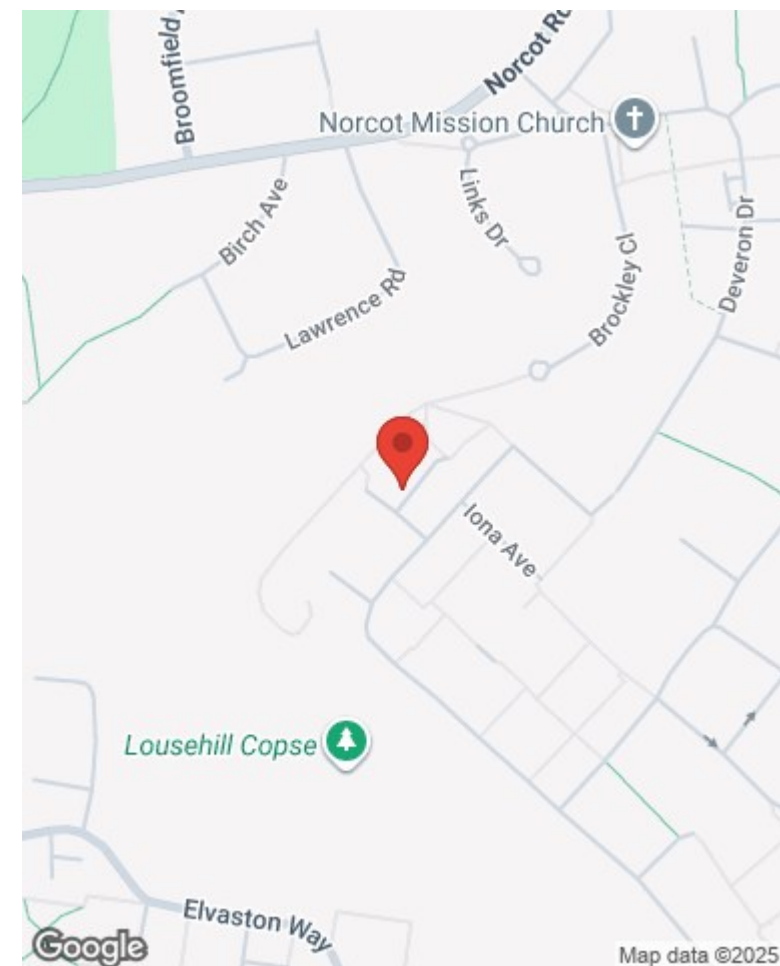 Broomfield
Norcot Rd
Norcot Mission Church
Birch Ave
Links Dr
Deveron Dr
Lawrence Rd
Brockley Cl
Iona Ave
Lousehill Copse
Elvaston Way
Google
Map data ©2025